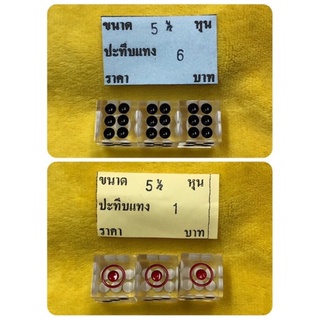 ขนาด 5 ½ หุน
ปะทึบแทง 6
ราคา บาท
ขนาด 5 ½ หุน
ปะทึบแทง 1
ราคา บาท